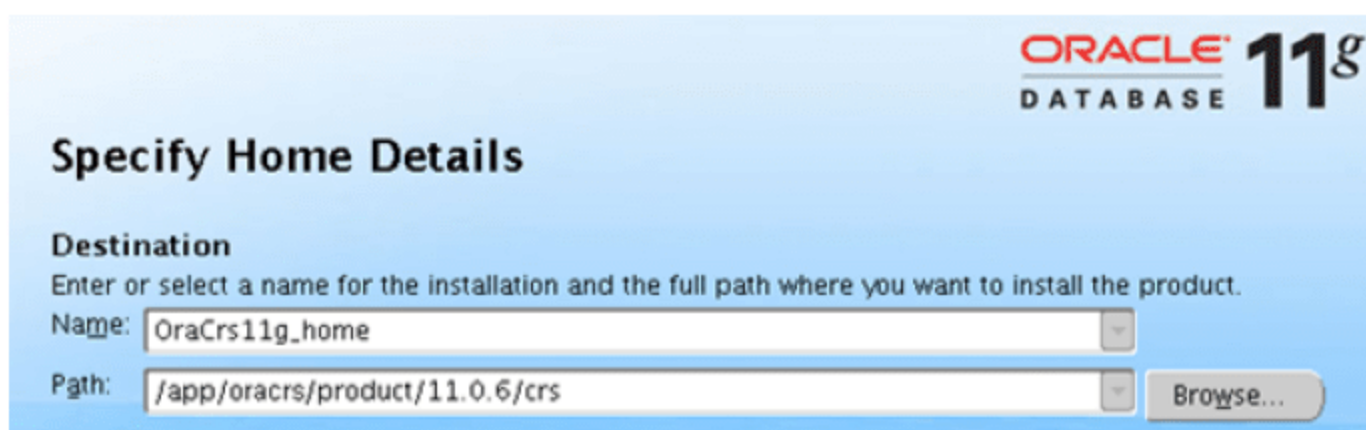 ORACLE 11g
DATABASE
Specify Home Details
Destination
Enter or select a name for the installation and the full path where you want to install the product.
Name: OraCrs11g_home
Path: /app/oracrs/product/11.0.6/crs Browse...